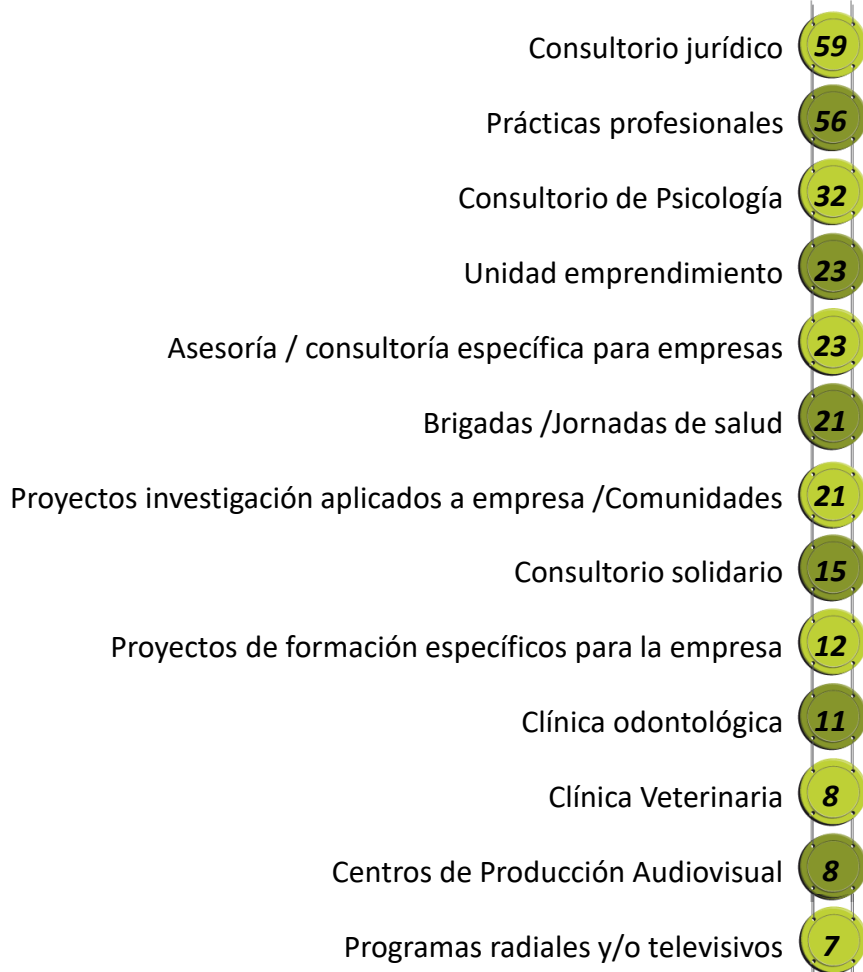 Consultorio jurídico 59
Prácticas profesionales 56
Consultorio de Psicología 32
Unidad emprendimiento 23
Asesoría / consultoría específica para empresas 23
Brigadas /Jornadas de salud 21
Proyectos investigación aplicados a empresa /Comunidades 21
Consultorio solidario 15
Proyectos de formación específicos para la empresa 12
Clínica odontológica 11
Clínica Veterinaria 8
Centros de Producción Audiovisual 8
Programas radiales y/o televisivos 7